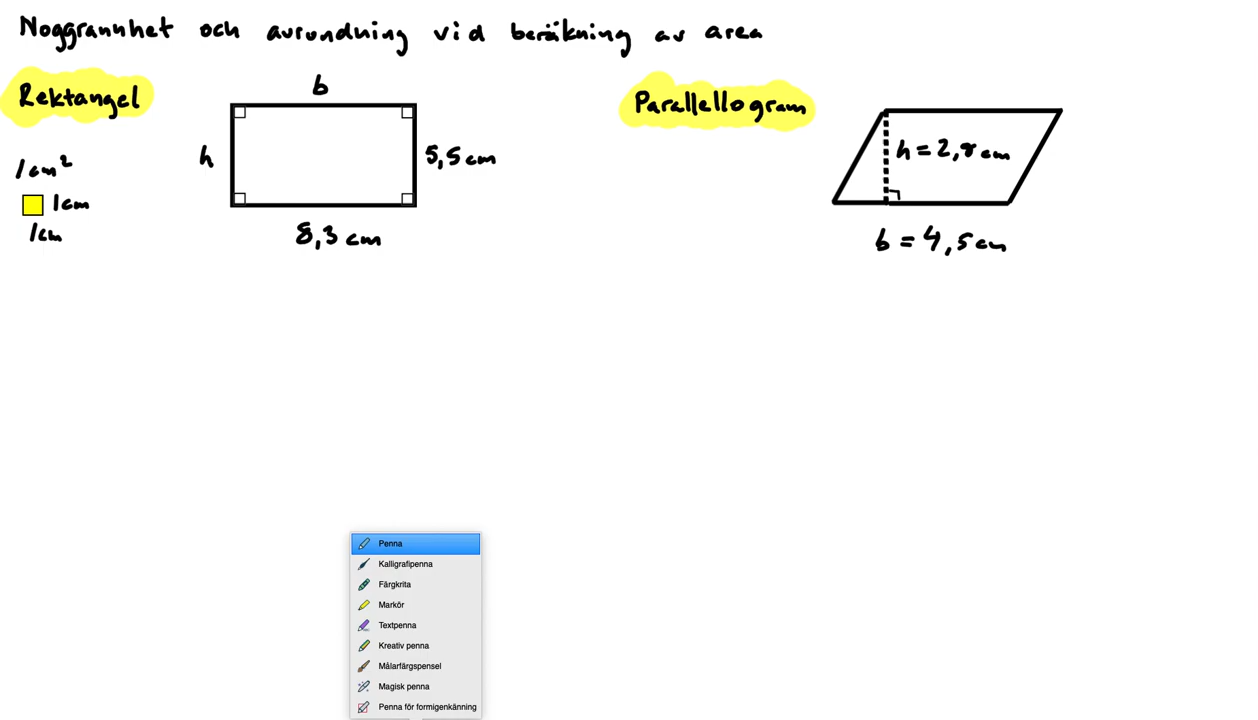 Noggrannhet och avrundning vid beräkning av area
Rektangel
b
h
5,5 cm
8,3 cm
1 cm²
1 cm
1 cm
Parallellogram
h = 2,8 cm
b = 4,5 cm
Penna
Kalligrafipenna
Färgkrita
Markör
Textpenna
Kreativ penna
Målarfärgspensel
Magisk penna
Penna för formigenkänning